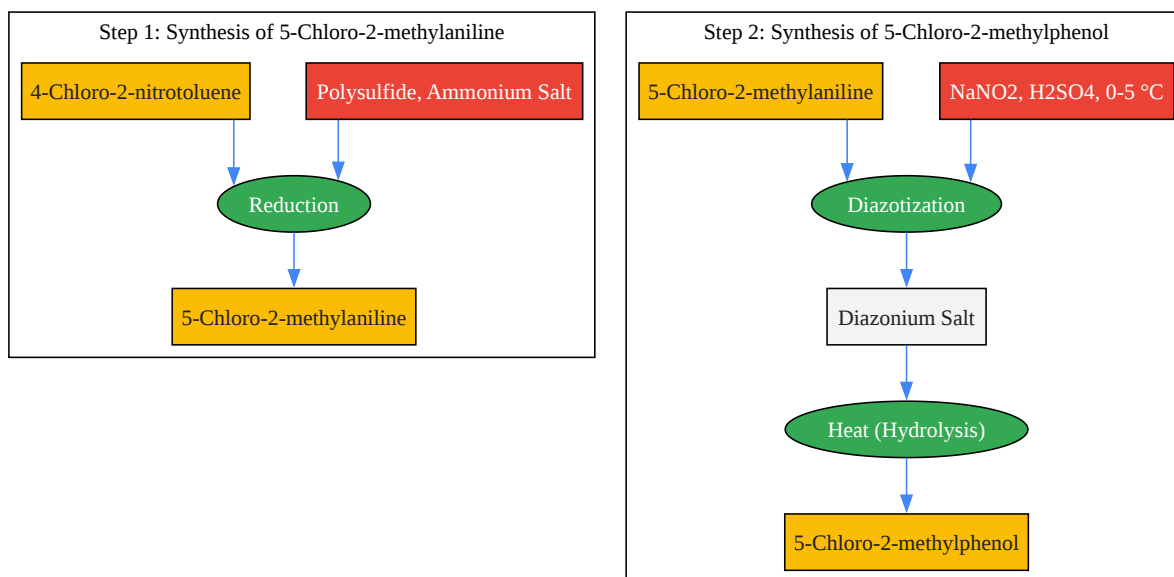 Step 1: Synthesis of 5-Chloro-2-methylaniline
4-Chloro-2-nitrotoluene
Polysulfide, Ammonium Salt
Reduction
5-Chloro-2-methylaniline
Step 2: Synthesis of 5-Chloro-2-methylphenol
5-Chloro-2-methylaniline
NaNO2, H2SO4, 0-5 °C
Diazotization
Diazonium Salt
Heat (Hydrolysis)
5-Chloro-2-methylphenol